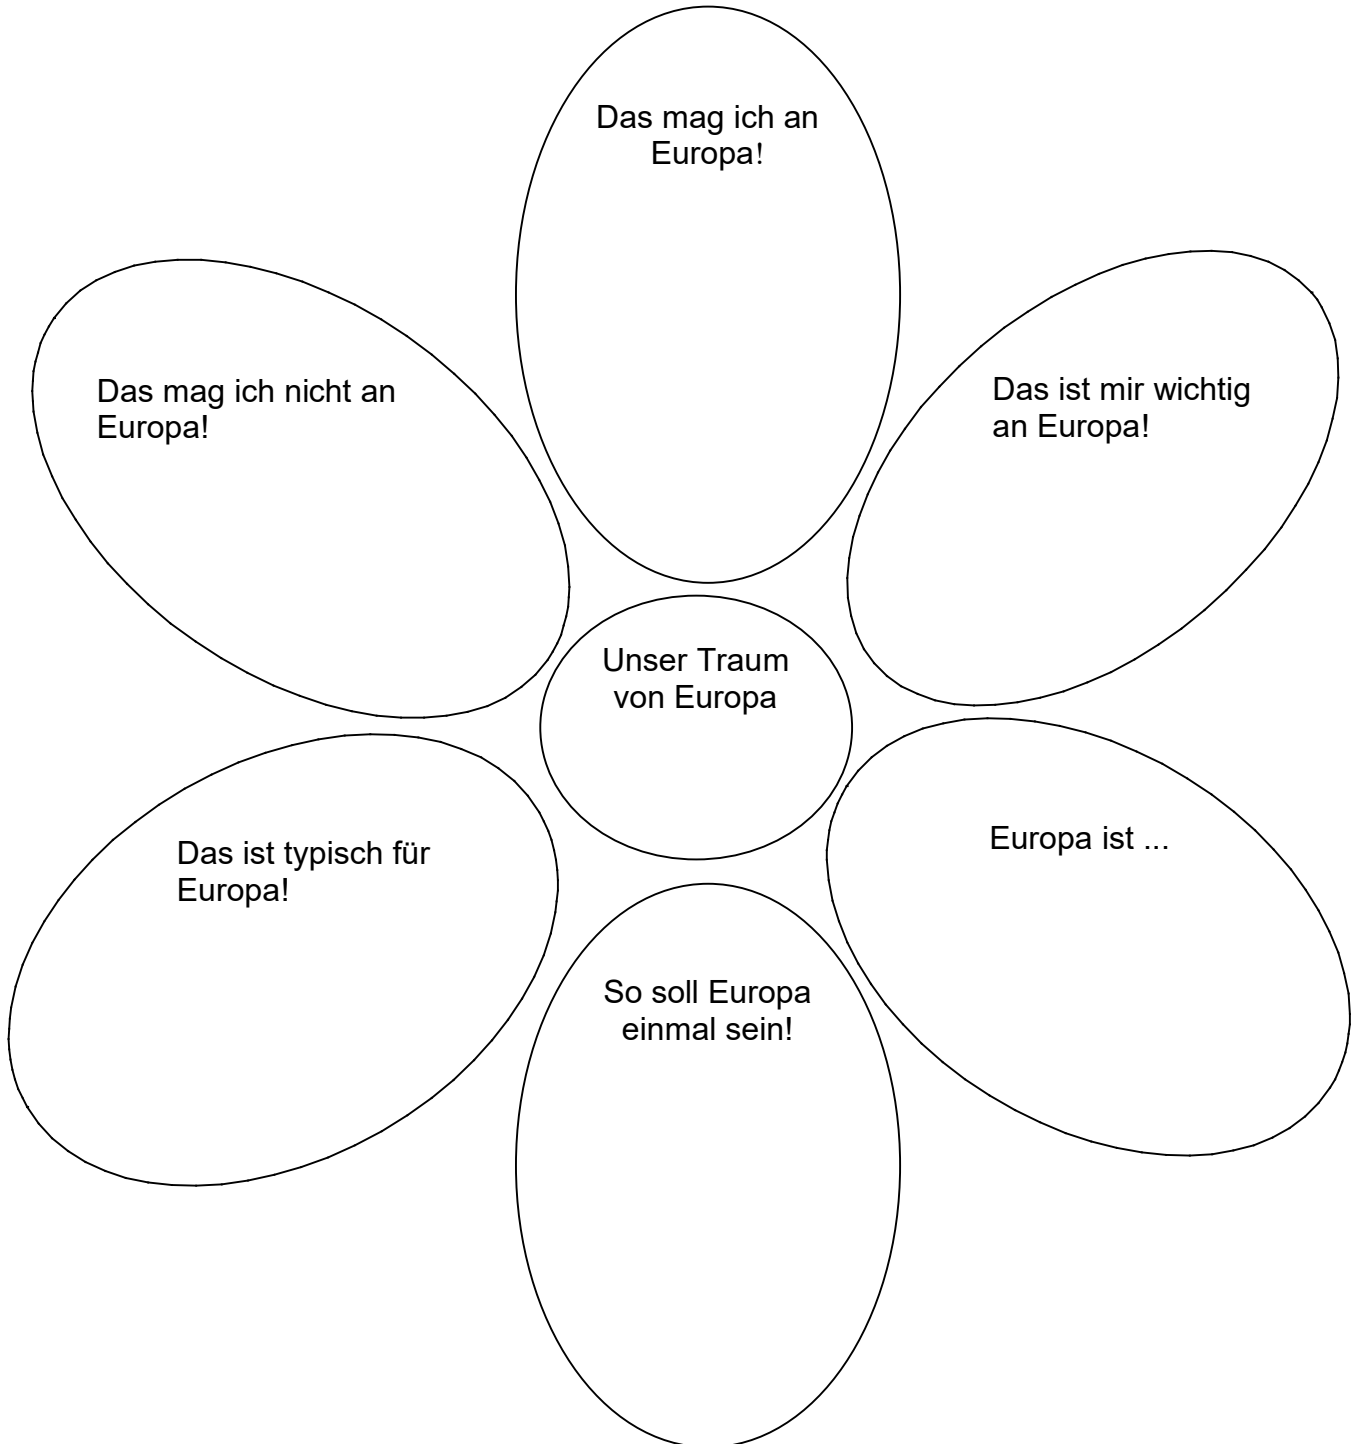 Das mag ich an
Europa!
Das mag ich nicht an
Europa!
Das ist mir wichtig
an Europa!
Unser Traum
von Europa
Das ist typisch für
Europa!
Europa ist ...
So soll Europa
einmal sein!